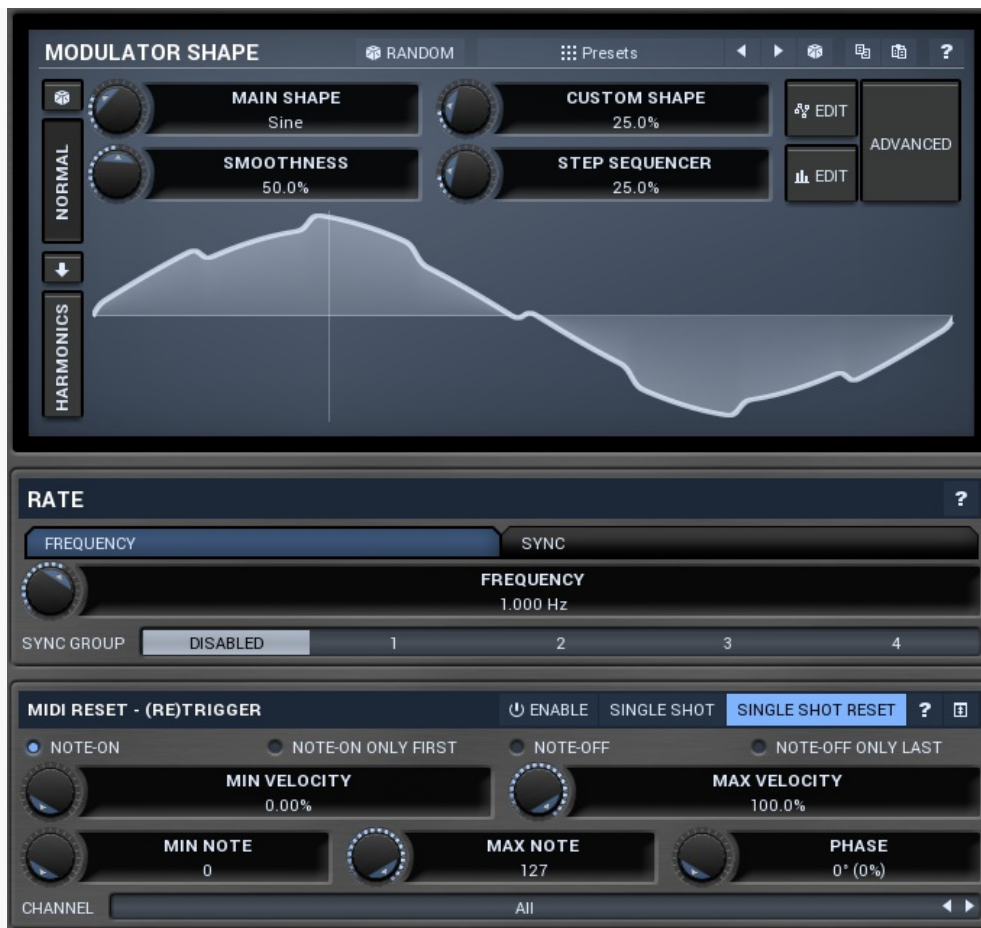 MODULATOR SHAPE RANDOM Presets ?
MAIN SHAPE
Sine
CUSTOM SHAPE
25.0%
EDIT
ADVANCED
NORMAL
SMOOTHNESS
50.0%
STEP SEQUENCER
25.0%
EDIT
HARMONICS
RATE ?
FREQUENCY SYNC
FREQUENCY
1.000 Hz
SYNC GROUP DISABLED 1 2 3 4
MIDI RESET - (RE)TRIGGER ENABLE SINGLE SHOT SINGLE SHOT RESET ?
NOTE-ON NOTE-ON ONLY FIRST NOTE-OFF NOTE-OFF ONLY LAST
MIN VELOCITY
0.00%
MAX VELOCITY
100.0%
MIN NOTE
0
MAX NOTE
127
PHASE
0° (0%)
CHANNEL All